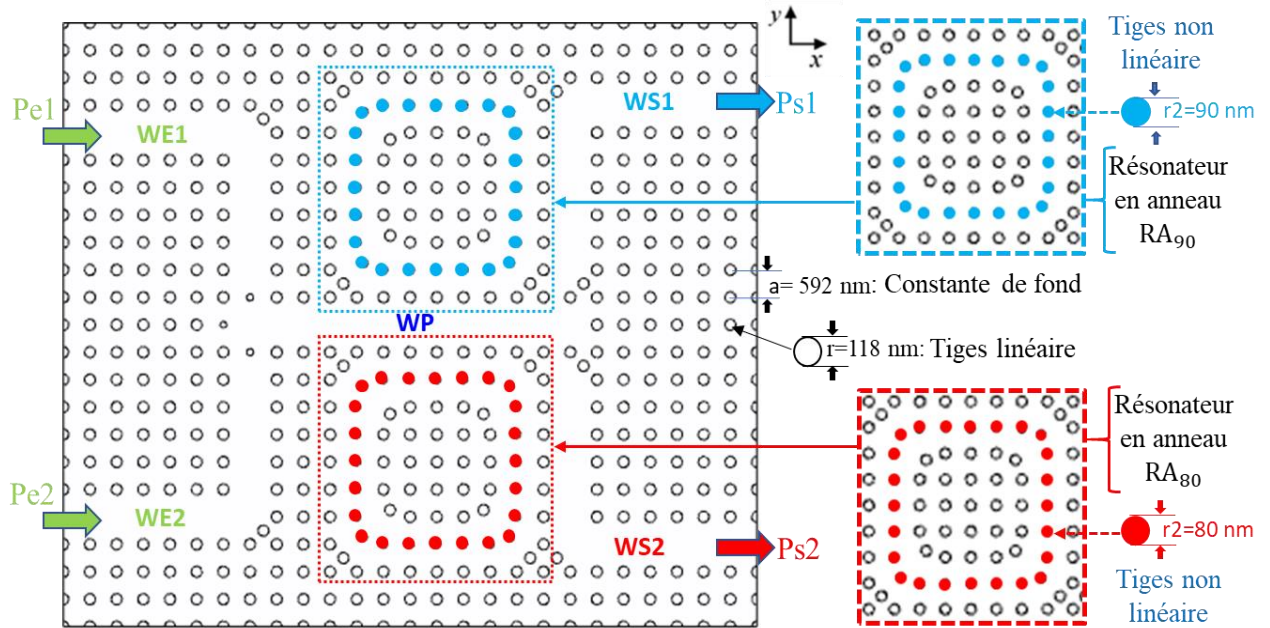 Pe1
WE1
WS1
Ps1
y
x
Tiges non
linéaire
r2=90 nm
Résonateur
en anneau
RA90
a= 592 nm: Constante de fond
WP
r=118 nm: Tiges linéaire
Résonateur
en anneau
RA80
Pe2
WE2
WS2
Ps2
r2=80 nm
Tiges non
linéaire